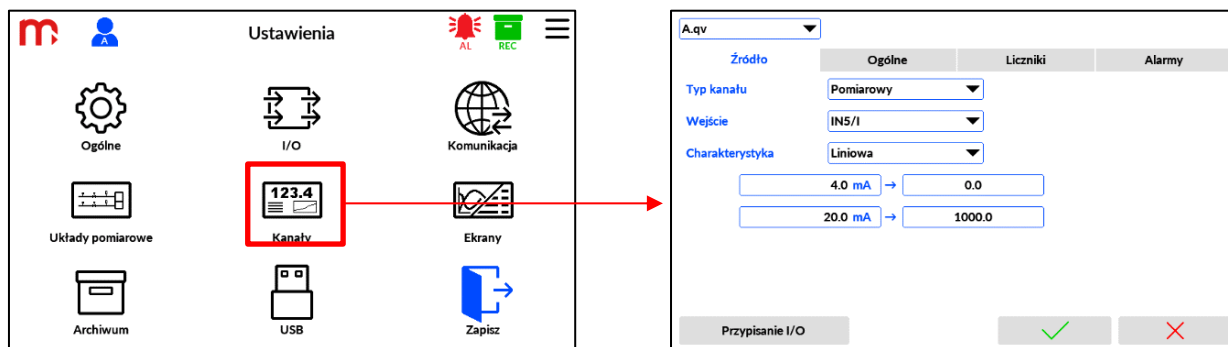 m
A
Ustawienia
AL
REC
Ogólne
I/O
Komunikacja
Układy pomiarowe
123.4
Kanały
Ekrany
Archiwum
USB
Zapisz
A.qv
Źródło
Ogólne
Liczniki
Alarmy
Typ kanału
Pomiarowy
Wejście
IN5/I
Charakterystyka
Liniowa
4.0 mA → 0.0
20.0 mA → 1000.0
Przypisanie I/O